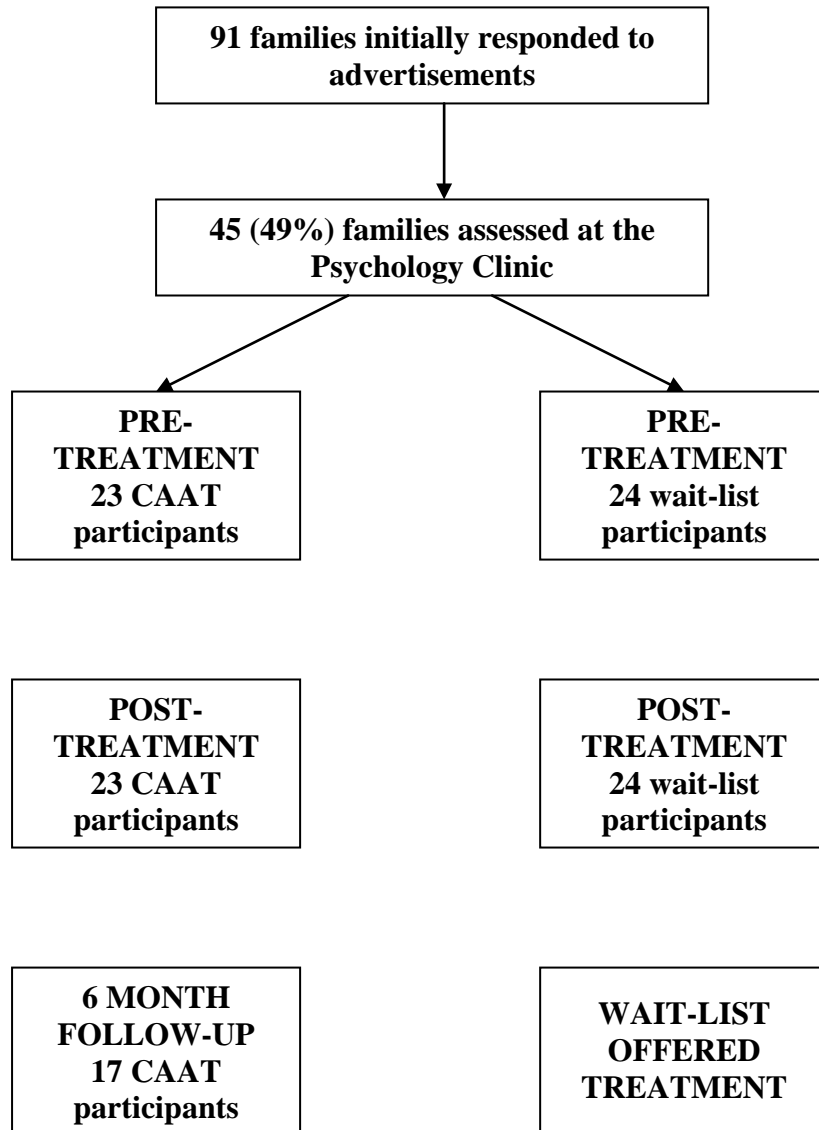 91 families initially responded to
advertisements
45 (49%) families assessed at the
Psychology Clinic
PRE-
TREATMENT
23 CAAT
participants
PRE-
TREATMENT
24 wait-list
participants
POST-
TREATMENT
23 CAAT
participants
POST-
TREATMENT
24 wait-list
participants
6 MONTH
FOLLOW-UP
17 CAAT
participants
WAIT-LIST
OFFERED
TREATMENT